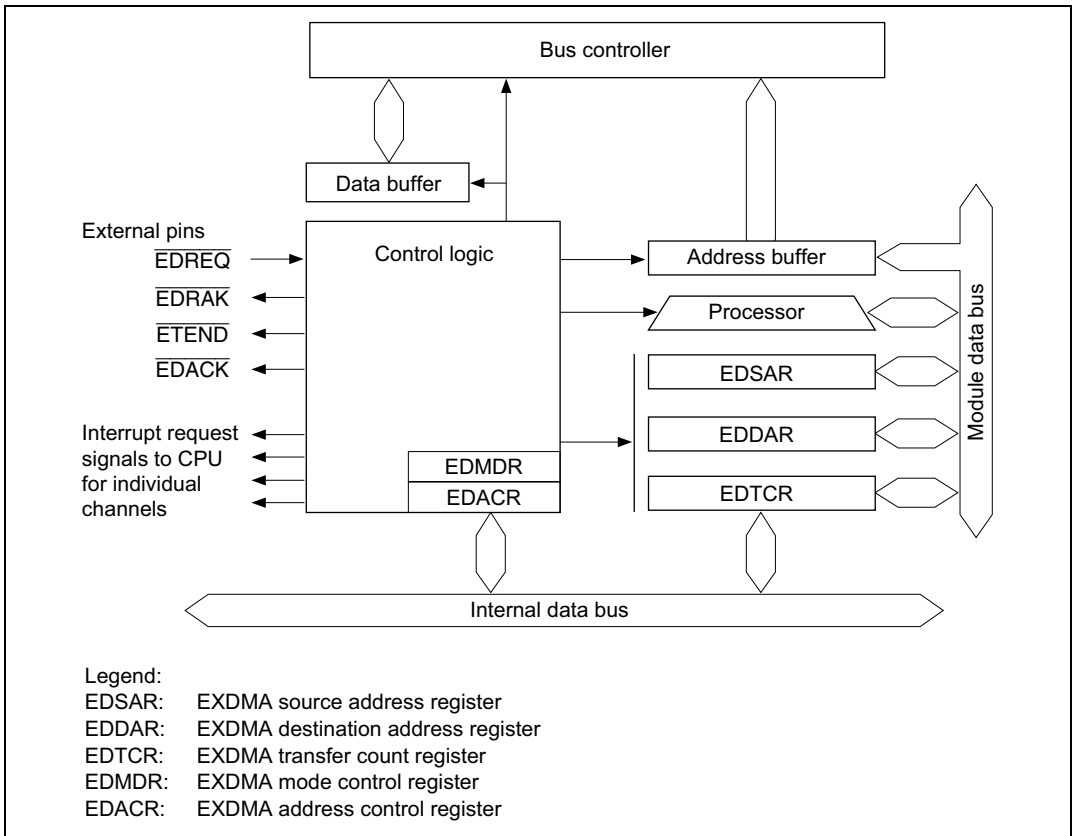 Bus controller
Data buffer
External pins
EDREQ
EDRAK
ETEND
EDACK
Interrupt request
signals to CPU
for individual
channels
Control logic
EDMDR
EDACR
Address buffer
Processor
EDSAR
EDDAR
EDTCR
Module data bus
Internal data bus
Legend:
EDSAR: EXDMA source address register
EDDAR: EXDMA destination address register
EDTCR: EXDMA transfer count register
EDMDR: EXDMA mode control register
EDACR: EXDMA address control register